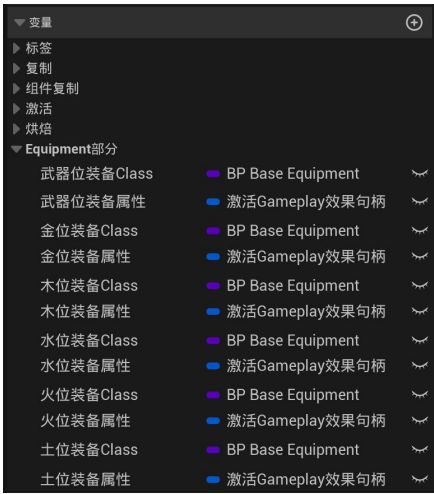 变量
标签
复制
组件复制
激活
烘焙
Equipment部分
武器位装备Class BP Base Equipment
武器位装备属性 激活Gameplay效果句柄
金位装备Class BP Base Equipment
金位装备属性 激活Gameplay效果句柄
木位装备Class BP Base Equipment
木位装备属性 激活Gameplay效果句柄
水位装备Class BP Base Equipment
水位装备属性 激活Gameplay效果句柄
火位装备Class BP Base Equipment
火位装备属性 激活Gameplay效果句柄
土位装备Class BP Base Equipment
土位装备属性 激活Gameplay效果句柄